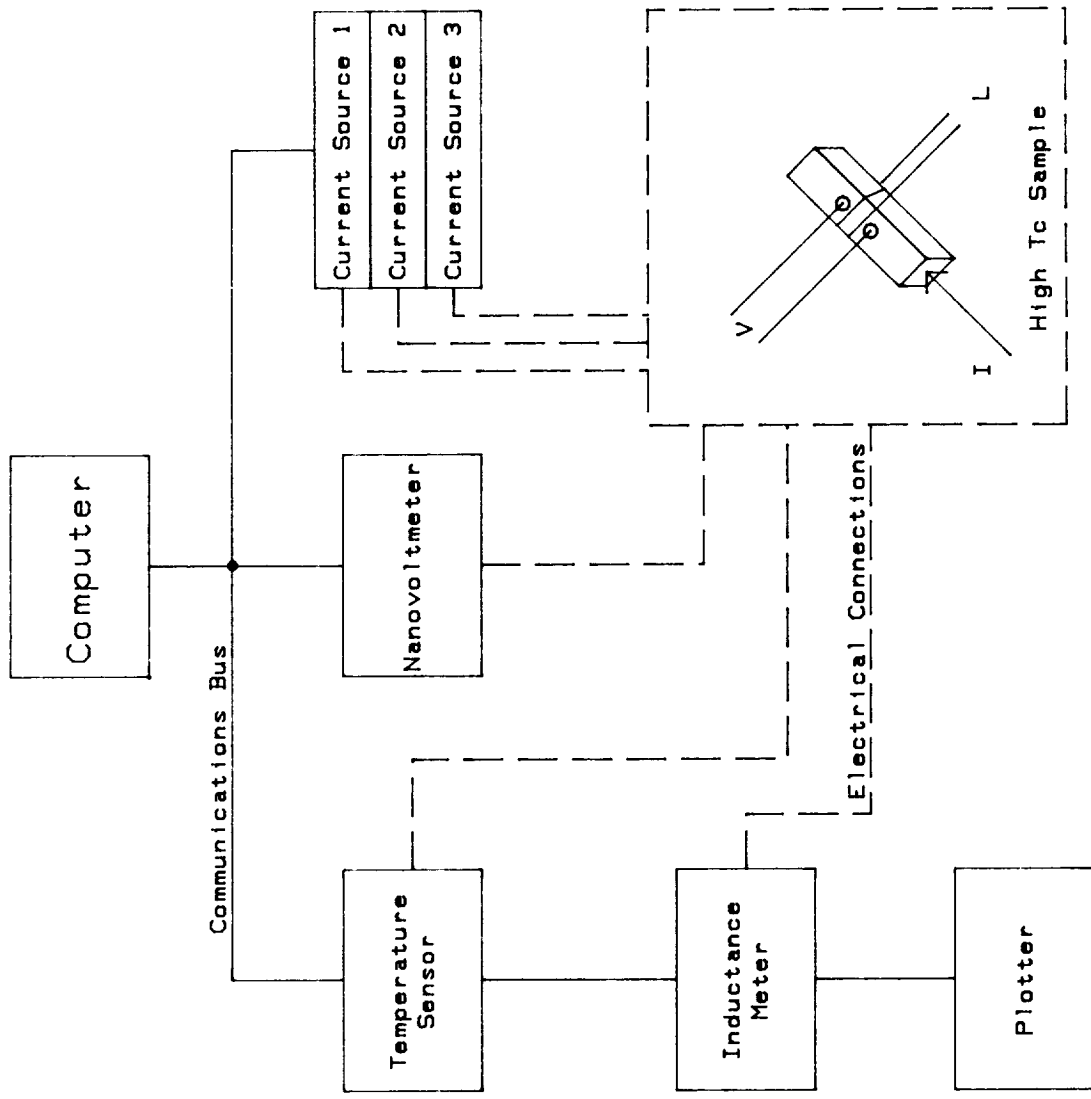 Computer
Communications Bus
Current Source 1
Current Source 2
Current Source 3
Nanovoltmeter
Temperature
Sensor
Electrical Connections
Inductance
Meter
Plotter
V
I
L
High Tc Sample